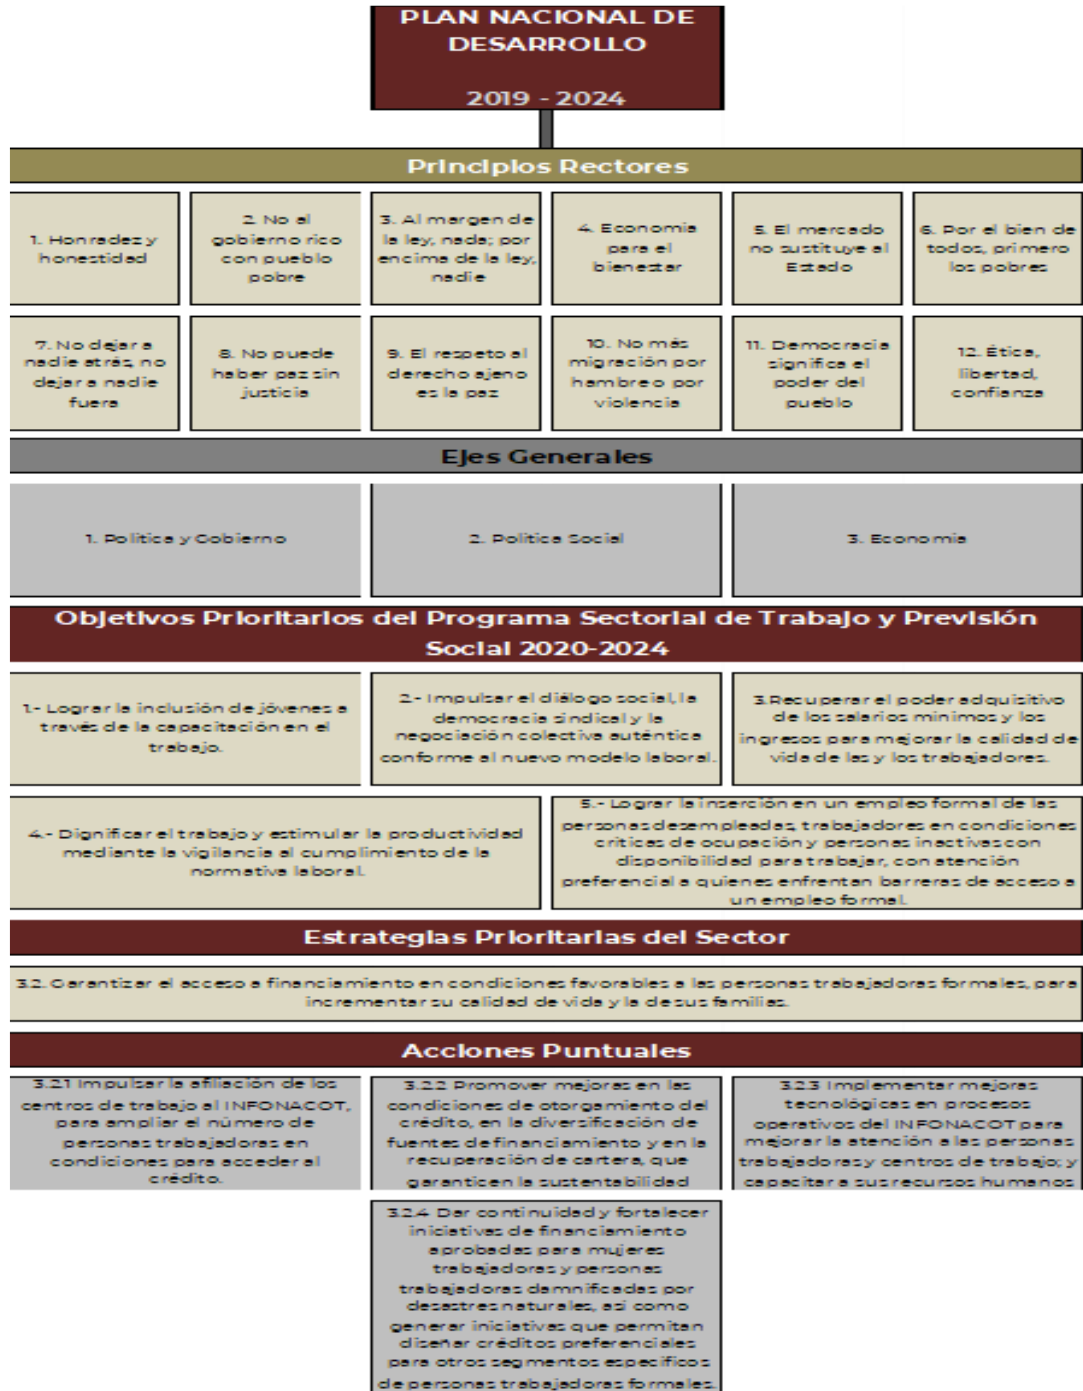 PLAN NACIONAL DE
DESARROLLO
2019 - 2024
Principios Rectores
1. Honradez y
honestidad
2. No al
gobierno rico
con pueblo
pobre
3. Al margen de
la ley, nada; por
encima de la ley,
nadie
4. Economía
para el
bienestar
5. El mercado
no sustituye al
Estado
6. Por el bien de
todos, primero
los pobres
7. No dejar a
nadie atrás, no
dejar a nadie
fuera
8. No puede
haber paz sin
justicia
9. El respeto al
derecho ajeno
es la paz
10. No más
migración por
hambre o por
violencia
11. Democracia
significa el
poder del
pueblo
12. Ética,
libertad,
confianza
Ejes Generales
1. Política y Gobierno
2. Política Social
3. Economía
Objetivos Prioritarios del Programa Sectorial de Trabajo y Previsión
Social 2020-2024
1.- Lograr la inclusión de jóvenes a
través de la capacitación en el
trabajo.
2.- Impulsar el diálogo social, la
democracia sindical y la
negociación colectiva auténtica
conforme al nuevo modelo laboral.
3.Recuperar el poder adquisitivo
de los salarios mínimos y los
ingresos para mejorar la calidad de
vida de las y los trabajadores.
4.- Dignificar el trabajo y estimular la productividad
mediante la vigilancia al cumplimiento de la
normativa laboral.
5.- Lograr la inserción en un empleo formal de las
personas desempleadas, trabajadores en condiciones
críticas de ocupación y personas inactivas con
disponibilidad para trabajar, con atención
preferencial a quienes enfrentan barreras de acceso a
un empleo formal.
Estrategias Prioritarias del Sector
3.2. Garantizar el acceso a financiamiento en condiciones favorables a las personas trabajadoras formales, para
incrementar su calidad de vida y la de sus familias.
Acciones Puntuales
3.2.1 Impulsar la afiliación de los
centros de trabajo al INFONACOT,
para ampliar el número de
personas trabajadoras en
condiciones para acceder al
crédito.
3.2.2 Promover mejoras en las
condiciones de otorgamiento del
crédito, en la diversificación de
fuentes de financiamiento y en la
recuperación de cartera, que
garanticen la sustentabilidad
3.2.3 Implementar mejoras
tecnológicas en procesos
operativos del INFONACOT para
mejorar la atención a las personas
trabajadoras y centros de trabajo; y
capacitar a sus recursos humanos
3.2.4 Dar continuidad y fortalecer
iniciativas de financiamiento
aprobadas para mujeres
trabajadoras y personas
trabajadoras damnificadas por
desastres naturales, así como
generar iniciativas que permitan
diseñar créditos preferenciales
para otros segmentos específicos
de personas trabajadoras formales.